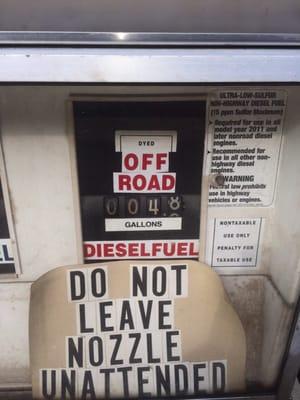 DYED
OFF
ROAD
004
GALLONS
DIESELFUEL
ULTRA-LOW-SULFUR
NON-HIGHWAY DIESEL FUEL
(15 ppm Sulfur Maximum)
Required for use in all
model year 2011 and
later nonroad diesel
engines.
Recommended for
use in all other non-
highway diesel
engines.
WARNING
Federal law prohibits
use in highway
vehicles or engines
NONTAXABLE
USE ONLY
PENALTY FOR
TAXABLE USE
DO NOT
LEAVE
NOZZLE
UNATTENDED